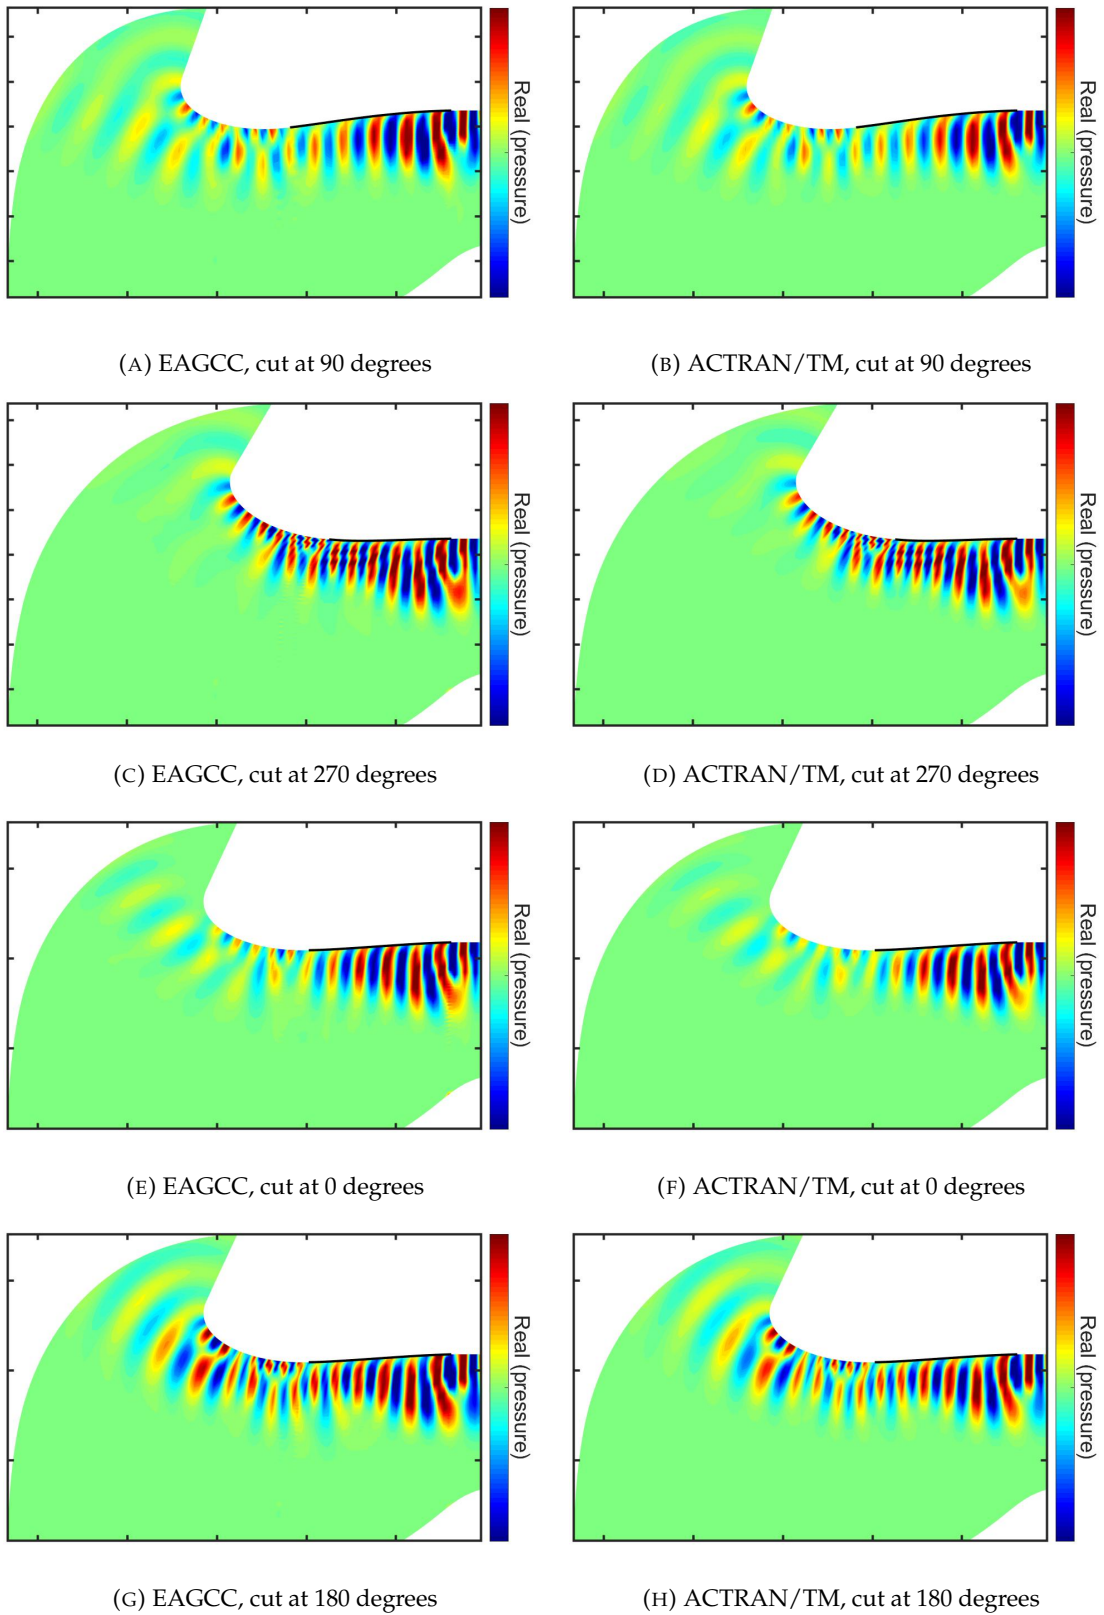 Real (pressure)
Real (pressure)
(A) EAGCC, cut at 90 degrees
(B) ACTRAN/TM, cut at 90 degrees
Real (pressure)
Real (pressure)
(C) EAGCC, cut at 270 degrees
(D) ACTRAN/TM, cut at 270 degrees
Real (pressure)
Real (pressure)
(E) EAGCC, cut at 0 degrees
(F) ACTRAN/TM, cut at 0 degrees
Real (pressure)
Real (pressure)
(G) EAGCC, cut at 180 degrees
(H) ACTRAN/TM, cut at 180 degrees